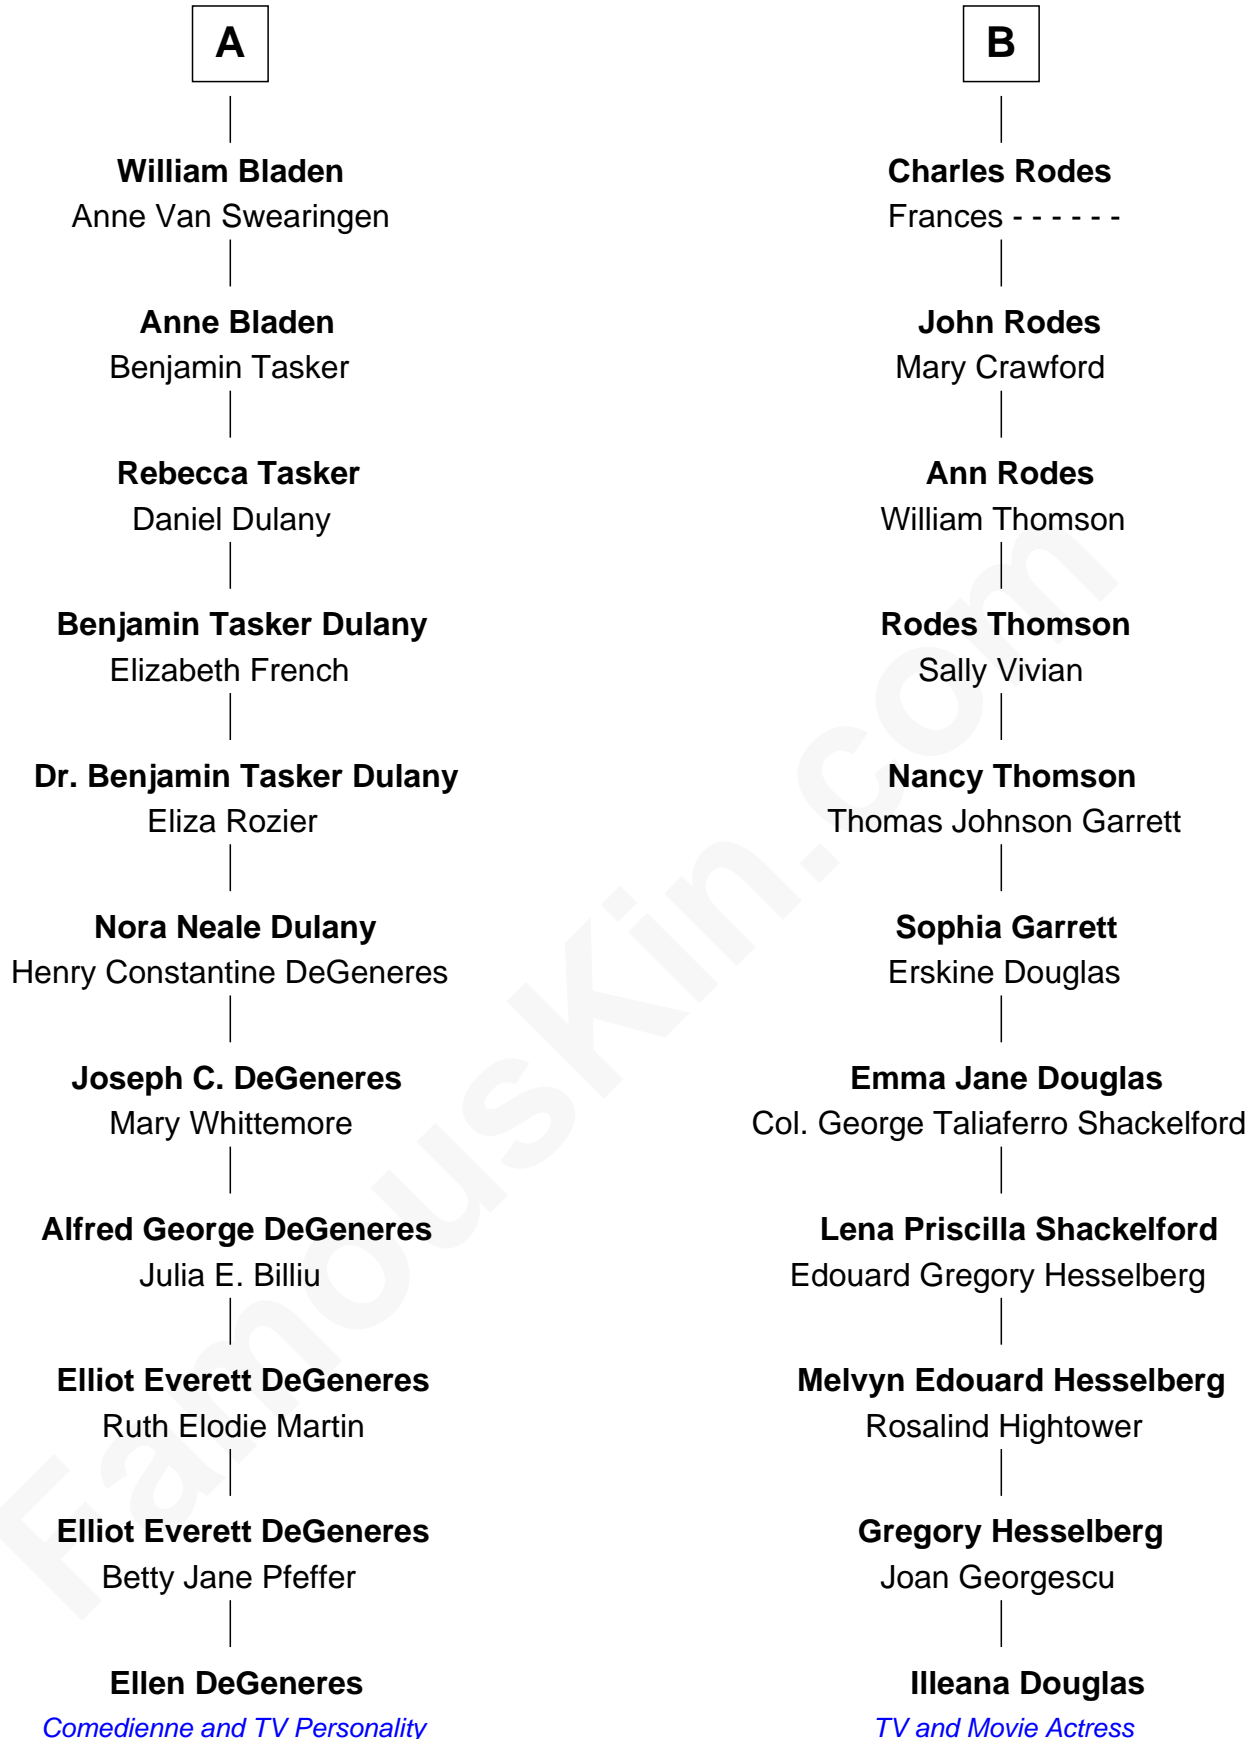 A
William Bladen
Anne Van Swearingen
Anne Bladen
Benjamin Tasker
Rebecca Tasker
Daniel Dulany
Benjamin Tasker Dulany
Elizabeth French
Dr. Benjamin Tasker Dulany
Eliza Rozier
Nora Neale Dulany
Henry Constantine DeGeneres
Joseph C. DeGeneres
Mary Whittemore
Alfred George DeGeneres
Julia E. Billiu
Elliot Everett DeGeneres
Ruth Elodie Martin
Elliot Everett DeGeneres
Betty Jane Pfeffer
Ellen DeGeneres
Comedienne and TV Personality
B
Charles Rodes
Frances - - - - - -
John Rodes
Mary Crawford
Ann Rodes
William Thomson
Rodes Thomson
Sally Vivian
Nancy Thomson
Thomas Johnson Garrett
Sophia Garrett
Erskine Douglas
Emma Jane Douglas
Col. George Taliaferro Shackelford
Lena Priscilla Shackelford
Edouard Gregory Hesselberg
Melvyn Edouard Hesselberg
Rosalind Hightower
Gregory Hesselberg
Joan Georgescu
Illeana Douglas
TV and Movie Actress
FamousKin.com